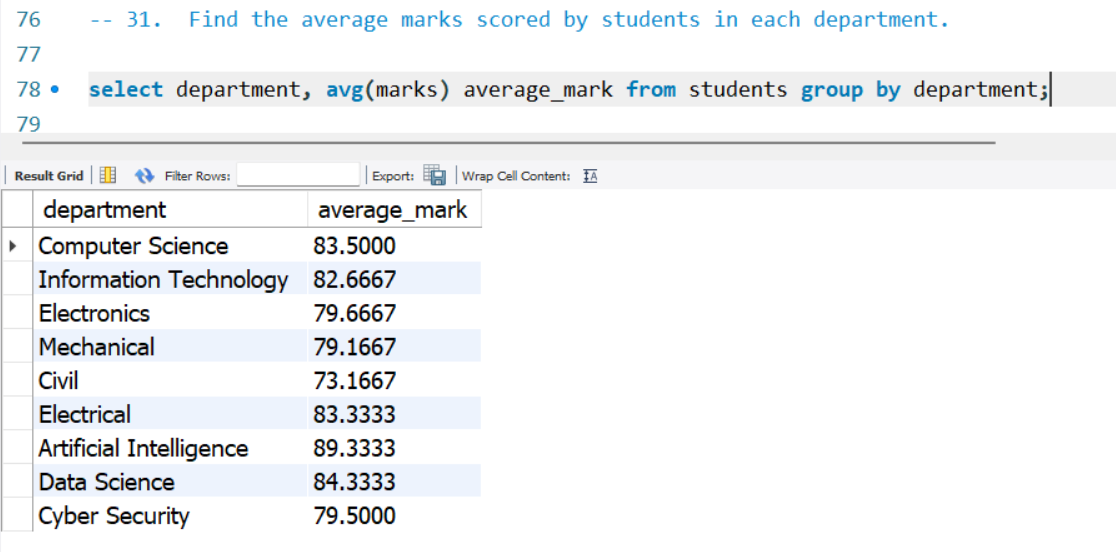 76 -- 31.  Find the average marks scored by students in each department.
77
78 select department, avg(marks) average_mark from students group by department;
79
Result Grid Filter Rows: Export: Wrap Cell Content: IA
department average_mark
Computer Science 83.5000
Information Technology 82.6667
Electronics 79.6667
Mechanical 79.1667
Civil 73.1667
Electrical 83.3333
Artificial Intelligence 89.3333
Data Science 84.3333
Cyber Security 79.5000